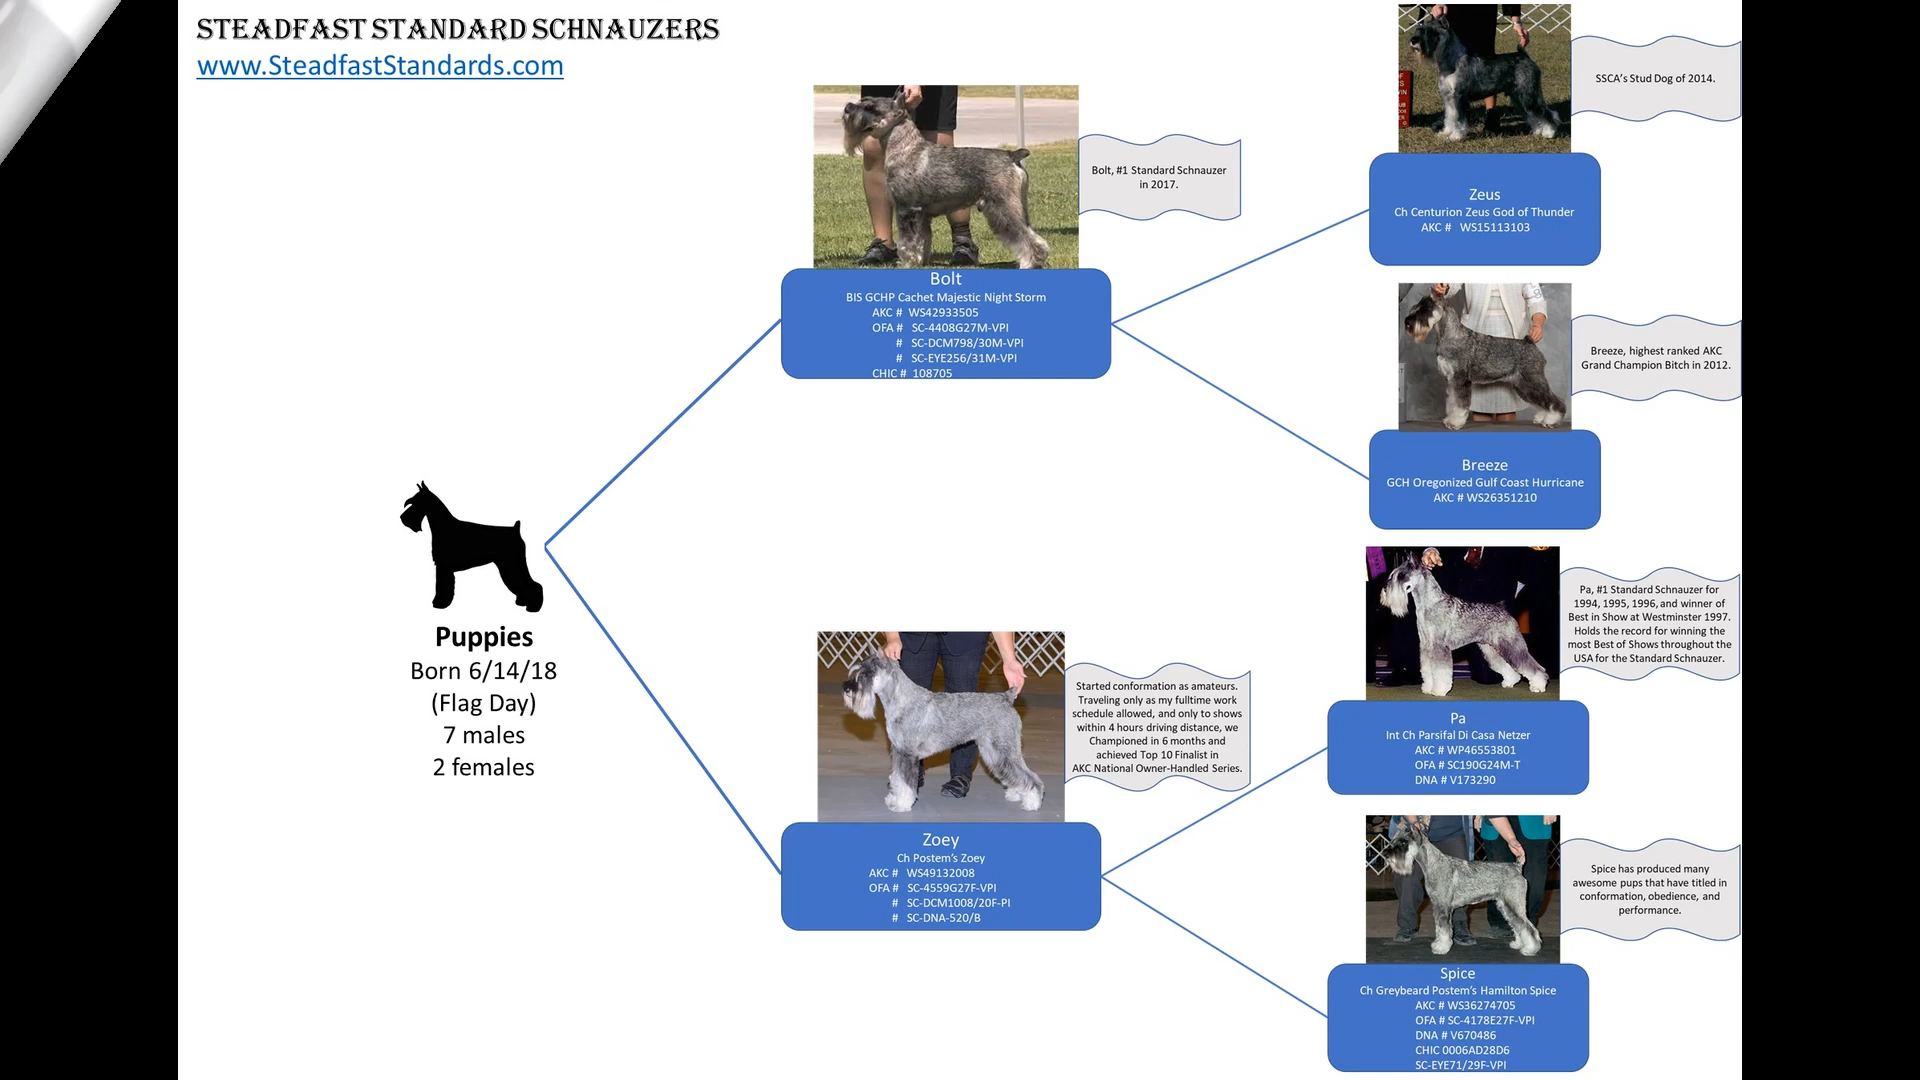 STEADFAST STANDARD SCHNAUZERS
www.SteadfastStandards.com
Bolt, #1 Standard Schnauzer
in 2017.
Bolt
BIS GCHP Cachet Majestic Night Storm
AKC # WS42933505
OFA # SC-4408G27M-VPI
# SC-DCM798/30M-VPI
# SC-EYE256/31M-VPI
CHIC # 108705
SSCA's Stud Dog of 2014.
Zeus
Ch Centurion Zeus God of Thunder
AKC # WS15113103
Breeze, highest ranked AKC
Grand Champion Bitch in 2012.
Breeze
GCH Oregonized Gulf Coast Hurricane
AKC # WS26351210
Puppies
Born 6/14/18
(Flag Day)
7 males
2 females
Started conformation as amateurs.
Traveling only as my fulltime work
schedule allowed, and only to shows
within 4 hours driving distance, we
Championed in 6 months and
achieved Top 10 Finalist in
AKC National Owner-Handled Series.
Zoey
Ch Postem's Zoey
AKC # WS49132008
OFA # SC-4559G27F-VPI
# SC-DCM1008/20F-PI
# SC-DNA-520/B
Pa, #1 Standard Schnauzer for
1994, 1995, 1996, and winner of
Best in Show at Westminster 1997.
Holds the record for winning the
most Best of Shows throughout the
USA for the Standard Schnauzer.
Pa
Int Ch Parsifal Di Casa Netzer
AKC # WP46553801
OFA # SC190G24M-T
DNA # V173290
Spice has produced many
awesome pups that have titled in
conformation, obedience, and
performance.
Spice
Ch Greybeard Postem's Hamilton Spice
AKC # WS36274705
OFA # SC-4178E27F-VPI
DNA # V670486
CHIC 0006AD28D6
SC-EYE71/29F-VPI